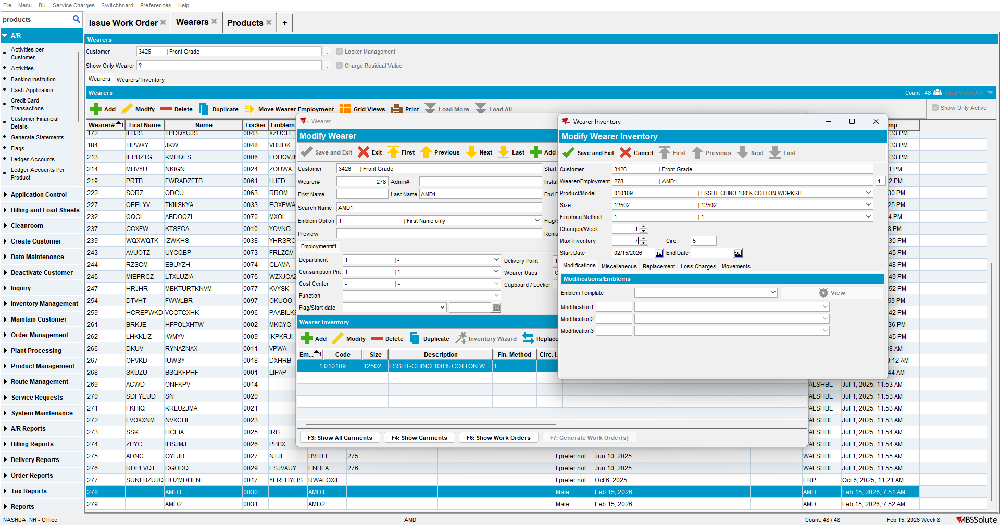 File Menu BU Service Charges Switchboard Preferences Help
products
Issue Work Order Wearers Products +
A/R
Activities per Customer
Activities
Banking Institution
Cash Application
Credit Card Transactions
Customer Financial Details
Generate Statements
Flags
Ledger Accounts
Ledger Accounts Per Product
Application Control
Billing and Load Sheets
Cleanroom
Create Customer
Data Maintenance
Deactivate Customer
Inquiry
Inventory Management
Maintain Customer
Order Management
Plant Processing
Product Management
Route Management
Service Requests
System Maintenance
A/R Reports
Billing Reports
Delivery Reports
Order Reports
Tax Reports
Reports
Wearers
Customer 3426 | Front Grade ... Locker Management
Show Only Wearer ? ... Charge Residual Value
Wearers Wearers' Inventory
Wearers Count : 48 Grid View All
Add Modify Delete Duplicate Move Wearer Employment Grid Views Print Load More Load All Show Only Active
Wearer# 1 First Name Name Locker Emblem mp
172 IFBJS TPDQYUJS 0043 XZUCH :33 PM
184 TIPWXY JKW 0048 VBIJDK :33 PM
213 IEPBZTG KMHQFS 0006 FOUQVJN :33 PM
214 MHVYU NKIGN 0024 ZOUWA 1 PM
219 PRTB FWRADZFTB 0061 HJFD 2 PM
222 SORZ ODCU 0063 RROM 30 PM
227 QEELYV TKIIISKYA 0033 EOXPWA 25 PM
232 QQCI ABDOQZI 0070 MXOL 4 PM
237 CCXFW KTSFCA 0010 YOVNC 8 PM
239 WQXWQTK IZWKHS 0038 YHRSRO 30 PM
243 AVUOTZ UYGQBP 0073 FRLZQV 45 PM
244 RZSCM EBUYZH 0074 GLAMA 48 PM
245 MIEPRGZ LTXLUZIA 0075 WZXJCAZ 49 PM
247 HRJHR MBKTURTKNVM 0077 KVYSK 52 PM
254 DTVHT FWWLBR 0097 OKUOO 59 PM
259 HCREPWKD VGCTCXHK 0096 PAABILKE 42 PM
261 BRKJE HFPOLXHTW 0002 MKQYG 36 PM
262 LHKKLIZ IWMYV 0009 IKPKRJI 45 PM
266 DKUV RYNAZNAX 0011 VPWA 38 AM
267 OPVKD IUWSY 0018 DXHRB 0:12 AM
268 SKUZU BSQKFPHF 0001 LIPAP 44 AM
269 ACWD ONFKPV 0014 WALSHBL Jul 1, 2025, 11:53 AM
270 SDFYEUD SN 0020 WALSHBL Jul 1, 2025, 11:53 AM
271 FKHIQ KRLUZJMA 0021 WALSHBL Jul 1, 2025, 11:53 AM
272 FVOXXNM NVXCHE 0023 WALSHBL Jul 1, 2025, 11:53 AM
273 SSK HCEIA 0025 IRB WALSHBL Jul 1, 2025, 11:54 AM
274 ZPYC IHSJMJ 0026 PBBX WALSHBL Jul 1, 2025, 11:54 AM
275 ADNC OYLJB 0027 NTJL BVHTT 275 I prefer not ... Jun 10, 2025 WALSHBL Jul 1, 2025, 11:55 AM
276 RDPFVQT DGODQ 0029 ESJVAUY ENBFA 276 I prefer not ... Jun 10, 2025 WALSHBL Jul 1, 2025, 11:55 AM
277 SUNLBZUJQ HUZMDHFN 0017 YFRLHYFIS RWALOXIE I prefer not ... Oct 6, 2025 ERP Oct 6, 2025, 11:21 AM
278 AMD1 0030 AMD1 Male Feb 15, 2026 AMD Feb 15, 2026, 7:51 AM
279 AMD2 0031 AMD2 Male Feb 15, 2026 AMD Feb 15, 2026, 7:52 AM
Wearer
Modify Wearer
Save and Exit Exit First Previous Next Last Add
Customer 3426 | Front Grade Start
Wearer# 278 Admin# Instal
First Name Last Name AMD1 End D
Search Name AMD1
Emblem Option 1 | First Name only Flag/S
Preview Rema
Employment#1
Department 1 | - Delivery Point 1
Consumption Pnt 1 | 1 Wearer Uses C
Cost Center - | - Cupboard / Locker
Function
Flag/Start date 16
Wearer Inventory
Add Modify Delete Duplicate Inventory Wizard Replace
Em... 1 Code Size Description Fin. Method Circ. I.
1 010109 12502 LSSHT-CHINO 100% COTTON W... 1
F3: Show All Garments F4: Show Garments F6: Show Work Orders F7: Generate Work Order(s)
Wearer Inventory
Modify Wearer Inventory
Save and Exit Cancel First Previous Next Last
Customer 3426 | Front Grade
Wearer/Employment 278 | AMD1 1
Product/Model 010109 | LSSHT-CHINO 100% COTTON WORKSH
Size 12502 | 12502
Finishing Method 1 | 1
Changes/Week 1
Max Inventory 7 Circ. 5
Start Date 02/15/2026 16 End Date 16
Modifications Miscellaneous Replacement Loss Charges Movements
Modifications/Emblems
Emblem Template View
Modification1
Modification2
Modification3
NASHUA, NH - Office AMD Count: 48 / 48 Feb 15, 2026 Week 8 ABSSolute